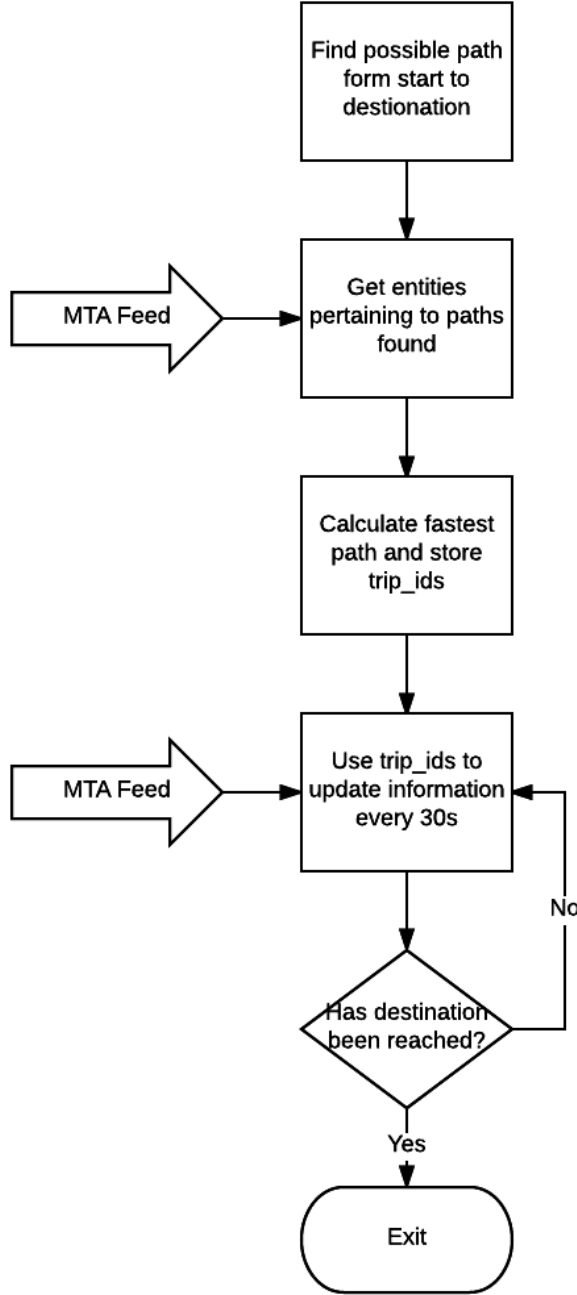 Find possible path
form start to
destionation
MTA Feed
Get entities
pertaining to paths
found
Calculate fastest
path and store
trip_ids
MTA Feed
Use trip_ids to
update information
every 30s
No
Has destination
been reached?
Yes
Exit